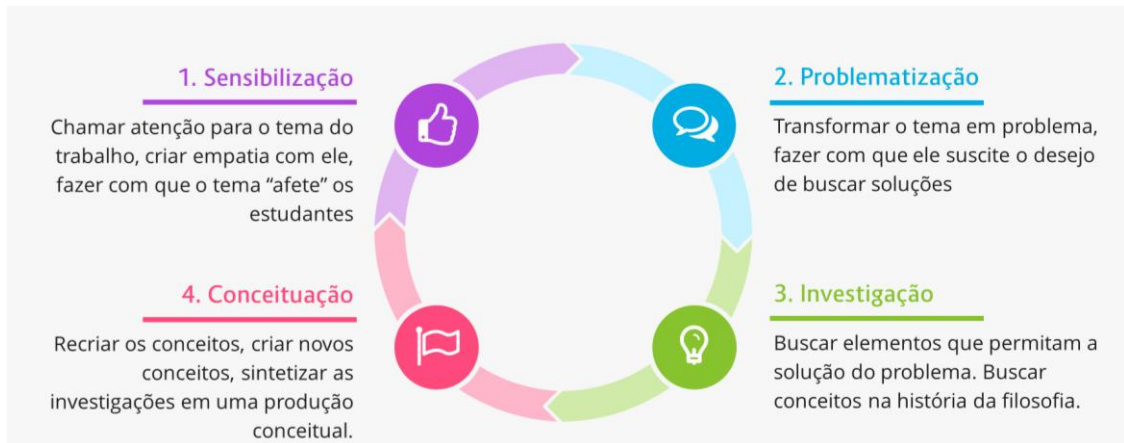 1. Sensibilização
Chamar atenção para o tema do
trabalho, criar empatia com ele,
fazer com que o tema “afete” os
estudantes
2. Problematização
Transformar o tema em problema,
fazer com que ele suscite o desejo
de buscar soluções
3. Investigação
Buscar elementos que permitam a
solução do problema. Buscar
conceitos na história da filosofia.
4. Conceituação
Recriar os conceitos, criar novos
conceitos, sintetizar as
investigações em uma produção
conceitual.